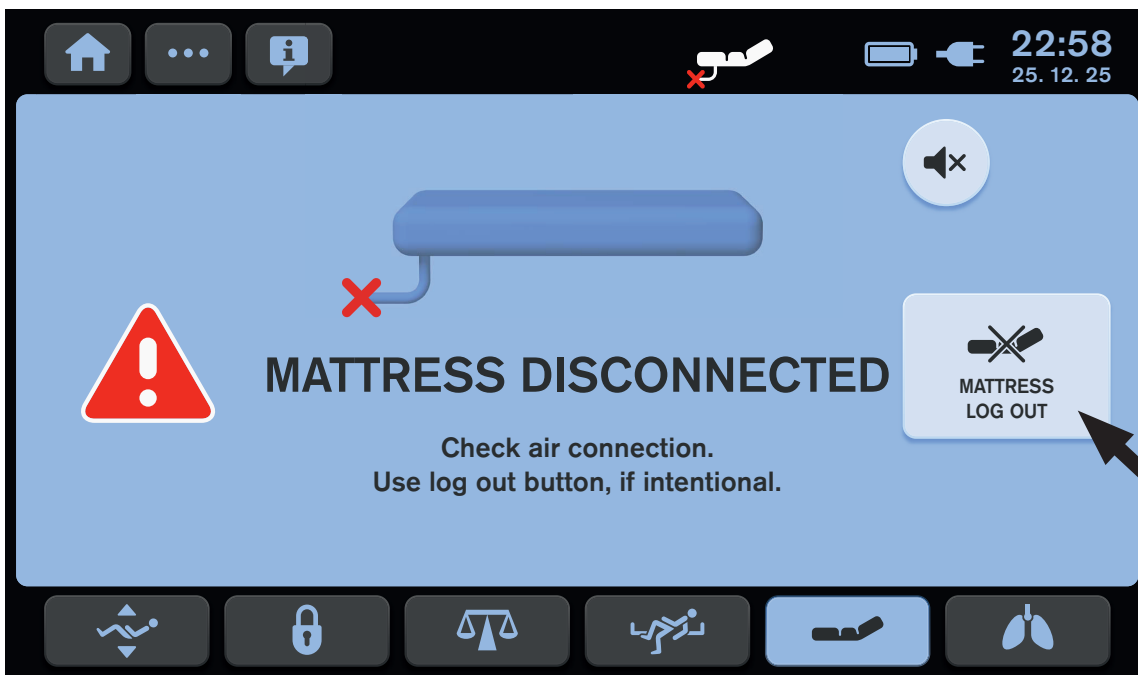 22:58
25. 12. 25
MATTRESS DISCONNECTED
Check air connection.
Use log out button, if intentional.
MATTRESS
LOG OUT